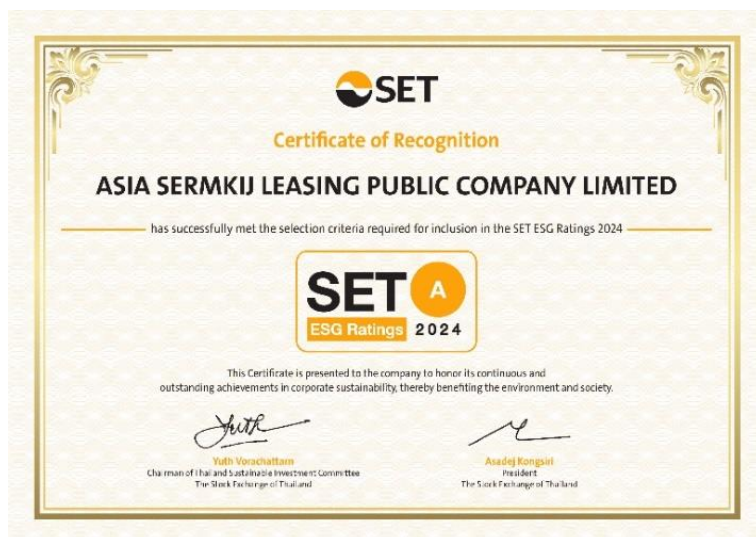 SET
Certificate of Recognition
ASIA SERMKIJ LEASING PUBLIC COMPANY LIMITED
has successfully met the selection criteria required for inclusion in the SET ESG Ratings 2024
SET A
ESG Ratings 2024
This Certificate is presented to the company to honor its continuous and
outstanding achievements in corporate sustainability, thereby benefiting the environment and society.
Yuth
Yuth Vorachattarn
Chairman of Thailand Sustainable Investment Committee
The Stock Exchange of Thailand
Asadej Kongsiri
President
The Stock Exchange of Thailand